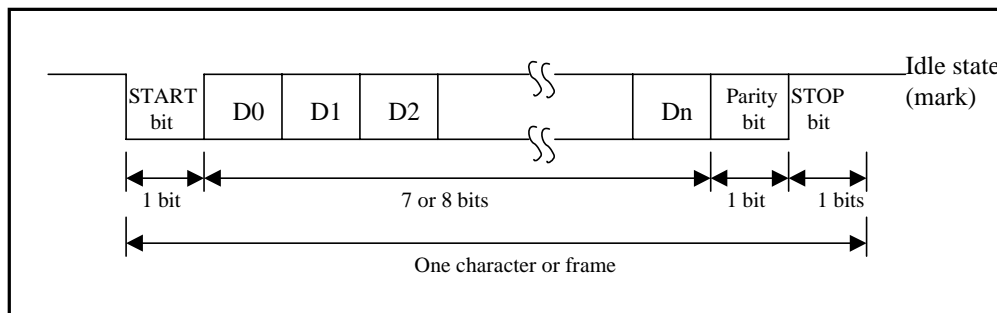 Idle state
(mark)
START
bit
D0
D1
D2
Dn
Parity
bit
STOP
bit
1 bit
7 or 8 bits
1 bit
1 bits
One character or frame